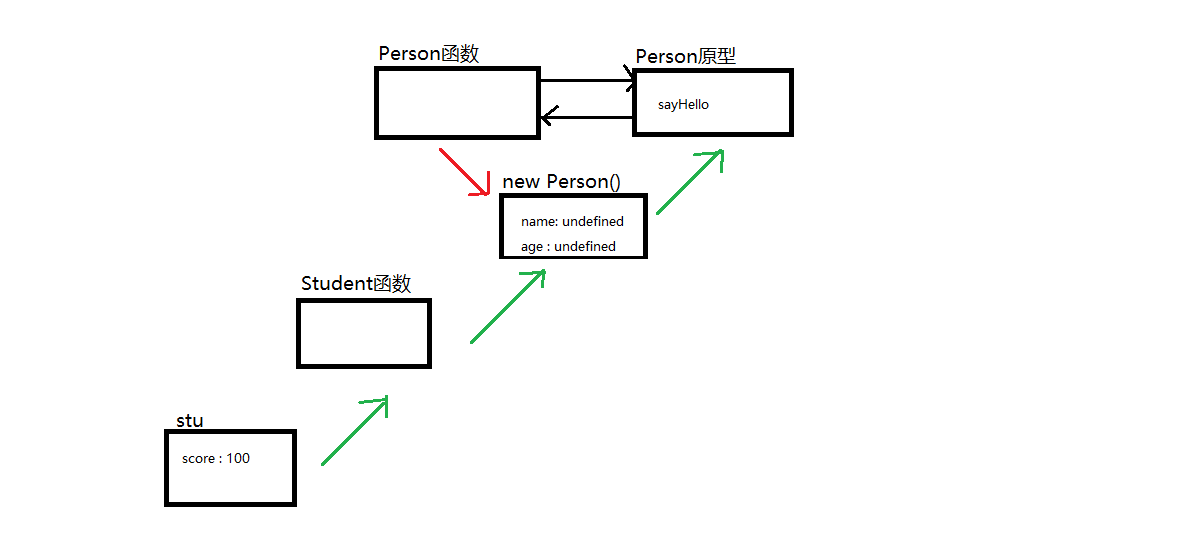 Person函数
Person原型
sayHello
new Person()
name: undefined
age : undefined
Student函数
stu
score : 100